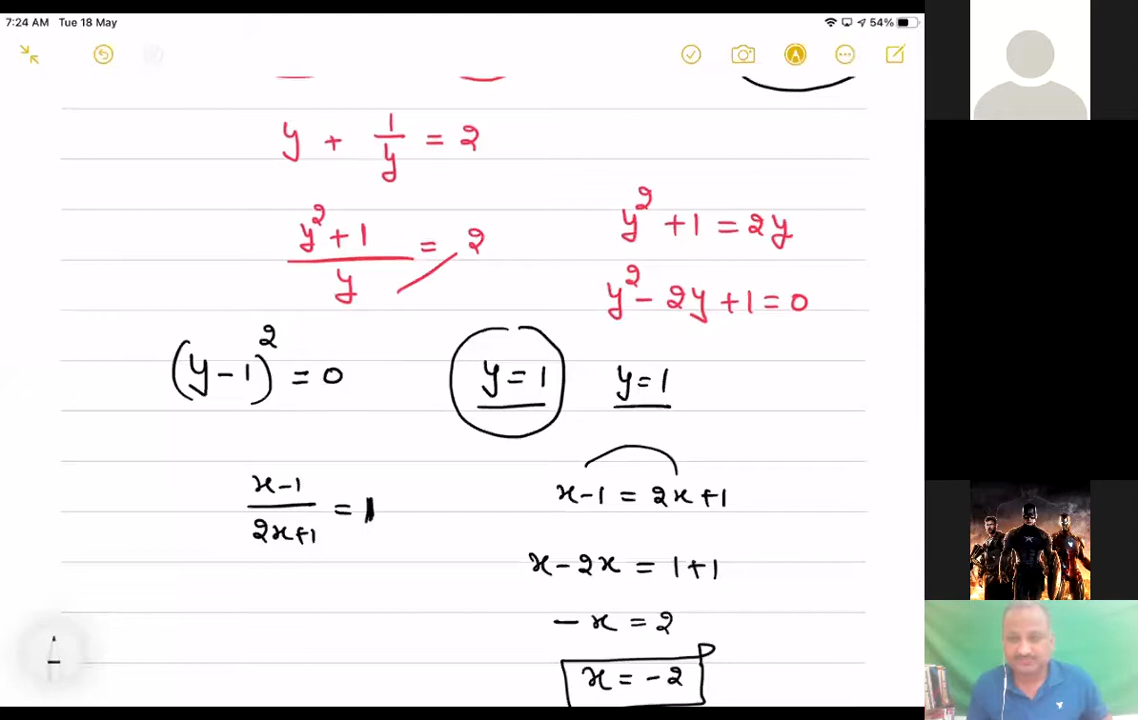 7:24 AM Tue 18 May
54%
y + 1/y = 2
(y² + 1)/y = 2
y² + 1 = 2y
y² - 2y + 1 = 0
(y - 1)² = 0
y = 1
y = 1
(x - 1)/(2x + 1) = 1
x - 1 = 2x + 1
x - 2x = 1 + 1
- x = 2
x = - 2